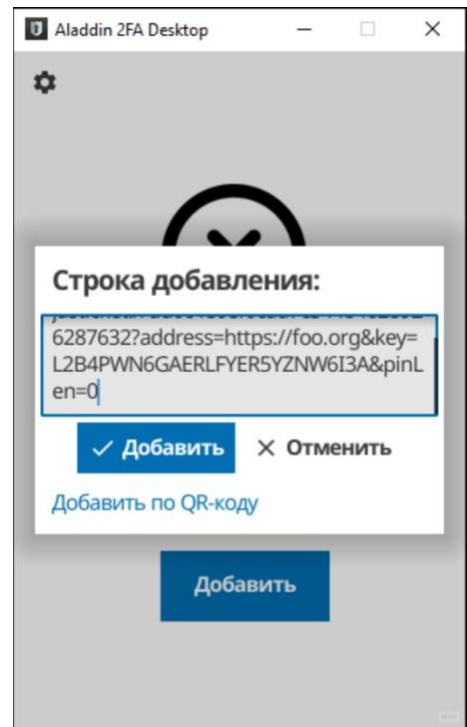 Aladdin 2FA Desktop
Строка добавления:
6287632?address=https://foo.org&key=
L2B4PWN6GAERLFYER5YZNW6I3A&pinL
en=0
Добавить
Отменить
Добавить по QR-коду
Добавить